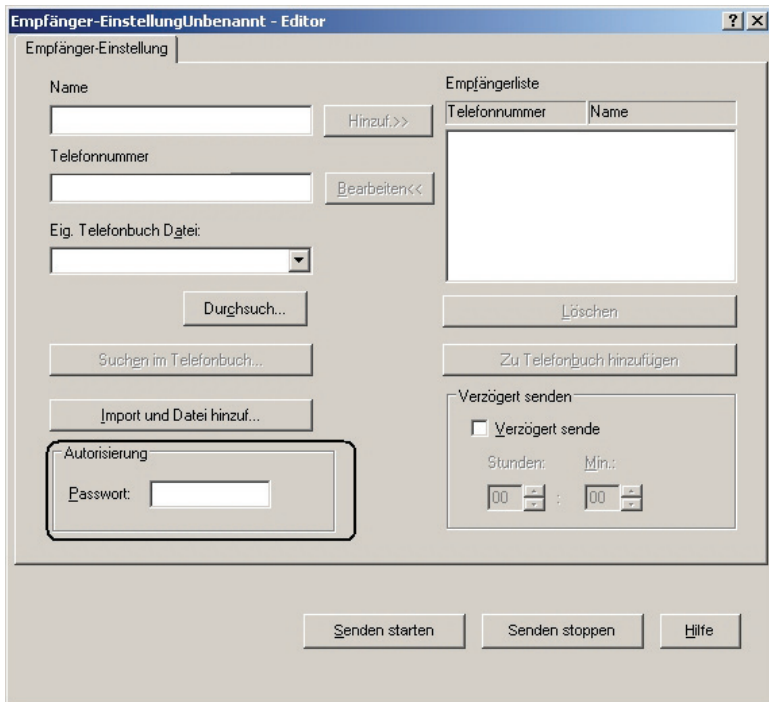 Empfänger-EinstellungUnbenannt - Editor
Empfänger-Einstellung
Name
Hinzuf.>>
Telefonnummer
Bearbeiten<<
Eig. Telefonbuch Datei:
Durchsuch...
Suchen im Telefonbuch...
Import und Datei hinzuf...
Autorisierung
Passwort:
Empfängerliste
Telefonnummer Name
Löschen
Zu Telefonbuch hinzufügen
Verzögert senden
Verzögert sende
Stunden: Min.:
00 : 00
Senden starten Senden stoppen Hilfe